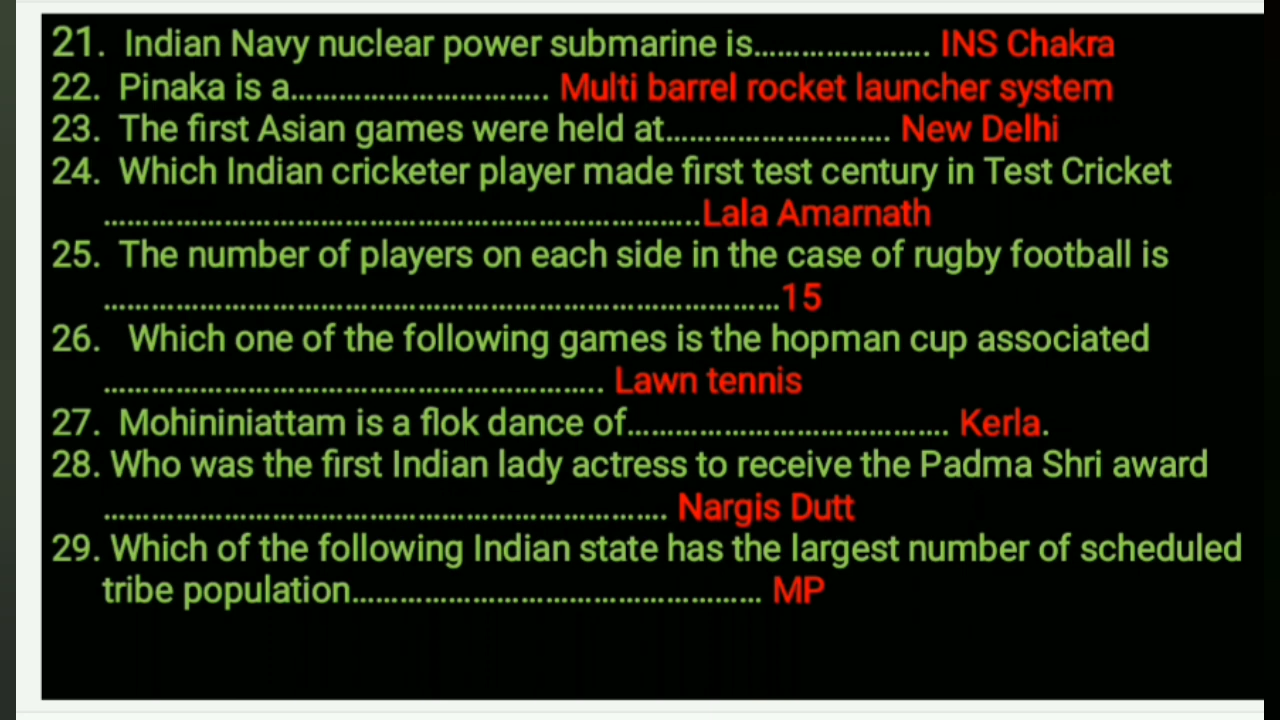 21. Indian Navy nuclear power submarine is..................... INS Chakra
22. Pinaka is a.............................. Multi barrel rocket launcher system
23. The first Asian games were held at.......................... New Delhi
24. Which Indian cricketer player made first test century in Test Cricket
......................................................................Lala Amarnath
25. The number of players on each side in the case of rugby football is
................................................................................15
26. Which one of the following games is the hopman cup associated
........................................................... Lawn tennis
27. Mohininiattam is a flok dance of...................................... Kerla.
28. Who was the first Indian lady actress to receive the Padma Shri award
.................................................................. Nargis Dutt
29. Which of the following Indian state has the largest number of scheduled
tribe population................................................ MP